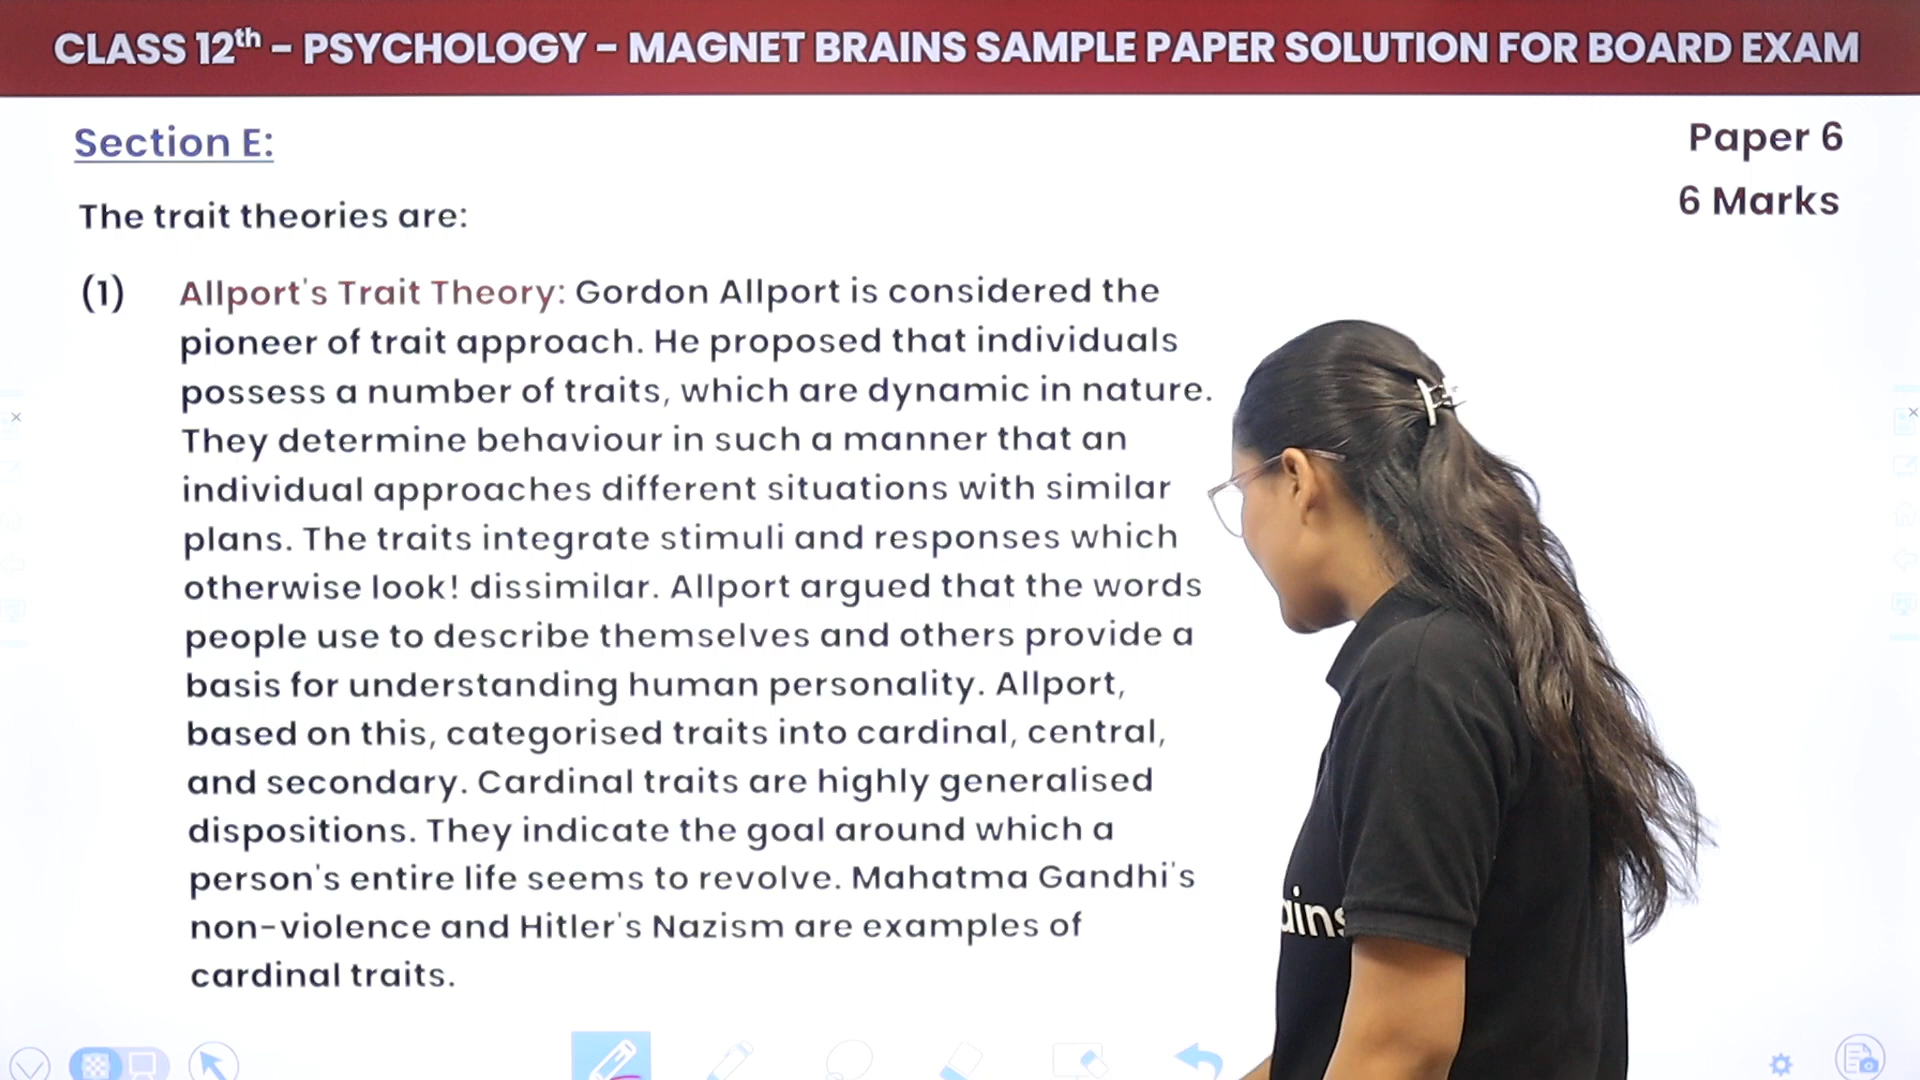 CLASS 12th – PSYCHOLOGY – MAGNET BRAINS SAMPLE PAPER SOLUTION FOR BOARD EXAM
Section E:
Paper 6
6 Marks
The trait theories are:
(1) Allport's Trait Theory: Gordon Allport is considered the
pioneer of trait approach. He proposed that individuals
possess a number of traits, which are dynamic in nature.
They determine behaviour in such a manner that an
individual approaches different situations with similar
plans. The traits integrate stimuli and responses which
otherwise look! dissimilar. Allport argued that the words
people use to describe themselves and others provide a
basis for understanding human personality. Allport,
based on this, categorised traits into cardinal, central,
and secondary. Cardinal traits are highly generalised
dispositions. They indicate the goal around which a
person's entire life seems to revolve. Mahatma Gandhi's
non-violence and Hitler's Nazism are examples of
cardinal traits.
ains